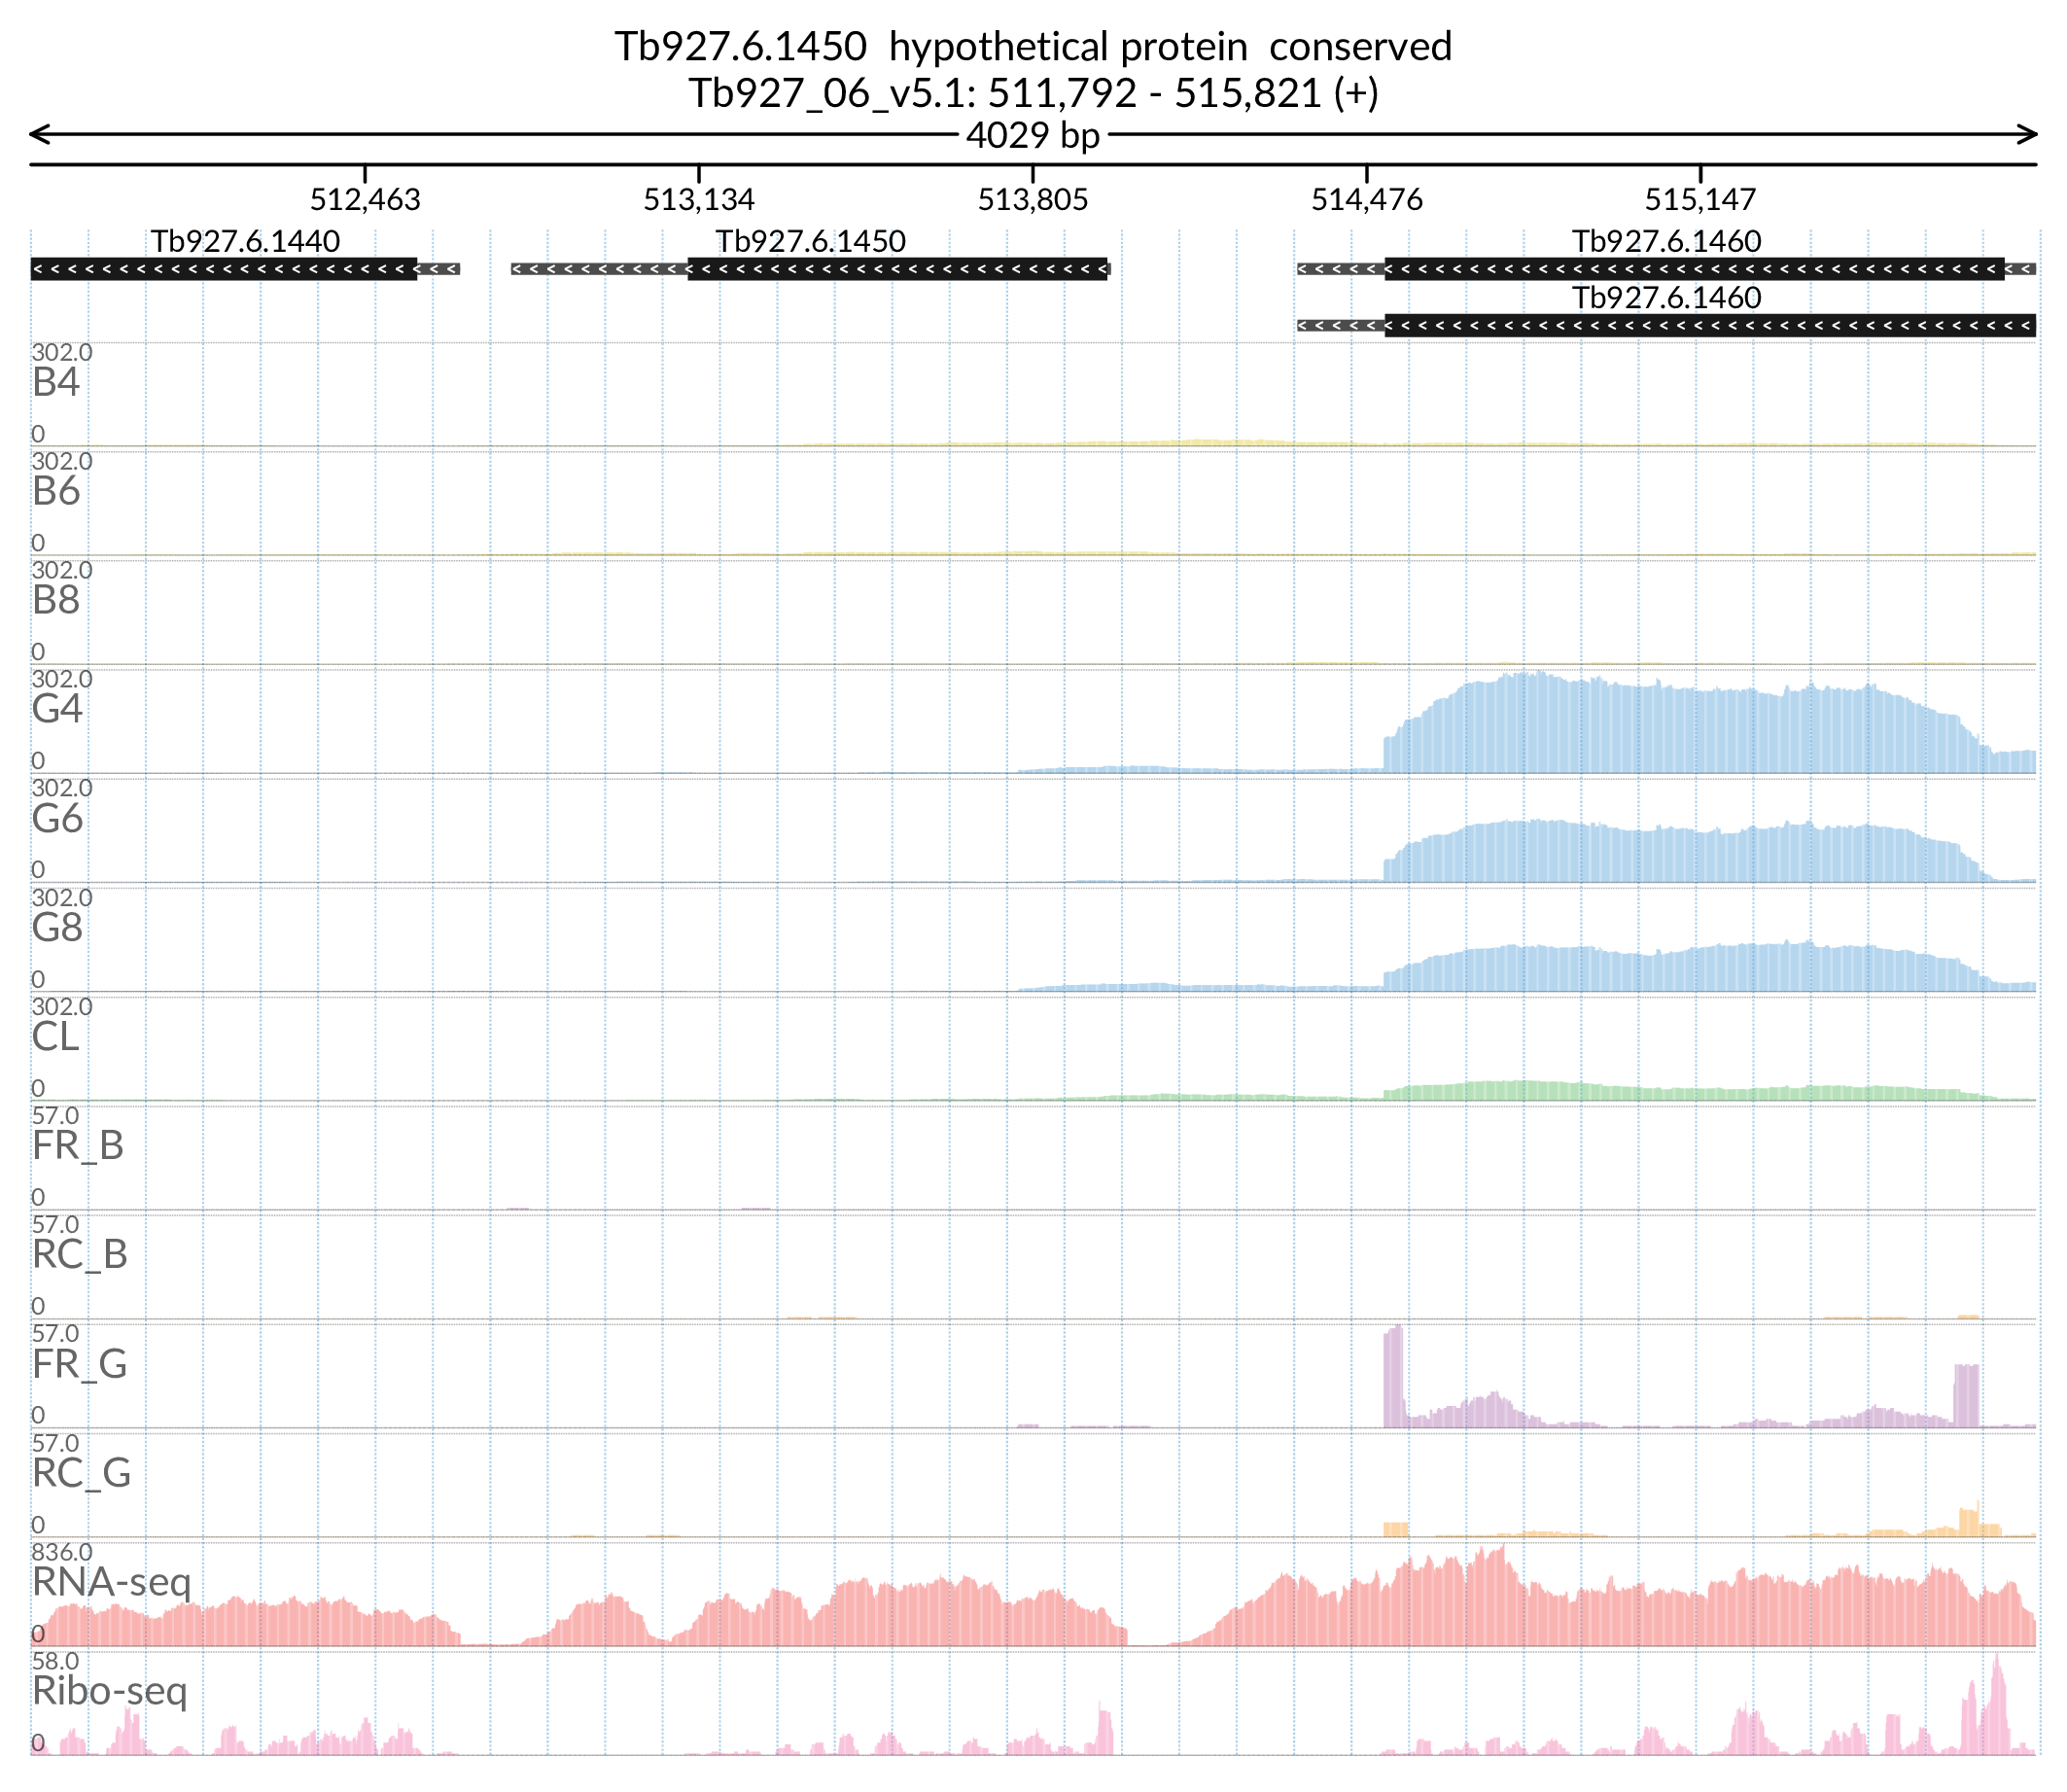 Tb927.6.1450  hypothetical protein  conserved
Tb927_06_v5.1: 511,792 - 515,821 (+)
4029 bp
512,463 513,134 513,805 514,476 515,147
Tb927.6.1440 Tb927.6.1450 Tb927.6.1460
Tb927.6.1460
302.0
B4
0
302.0
B6
0
302.0
B8
0
302.0
G4
0
302.0
G6
0
302.0
G8
0
302.0
CL
0
57.0
FR_B
0
57.0
RC_B
0
57.0
FR_G
0
57.0
RC_G
0
836.0
RNA-seq
0
58.0
Ribo-seq
0